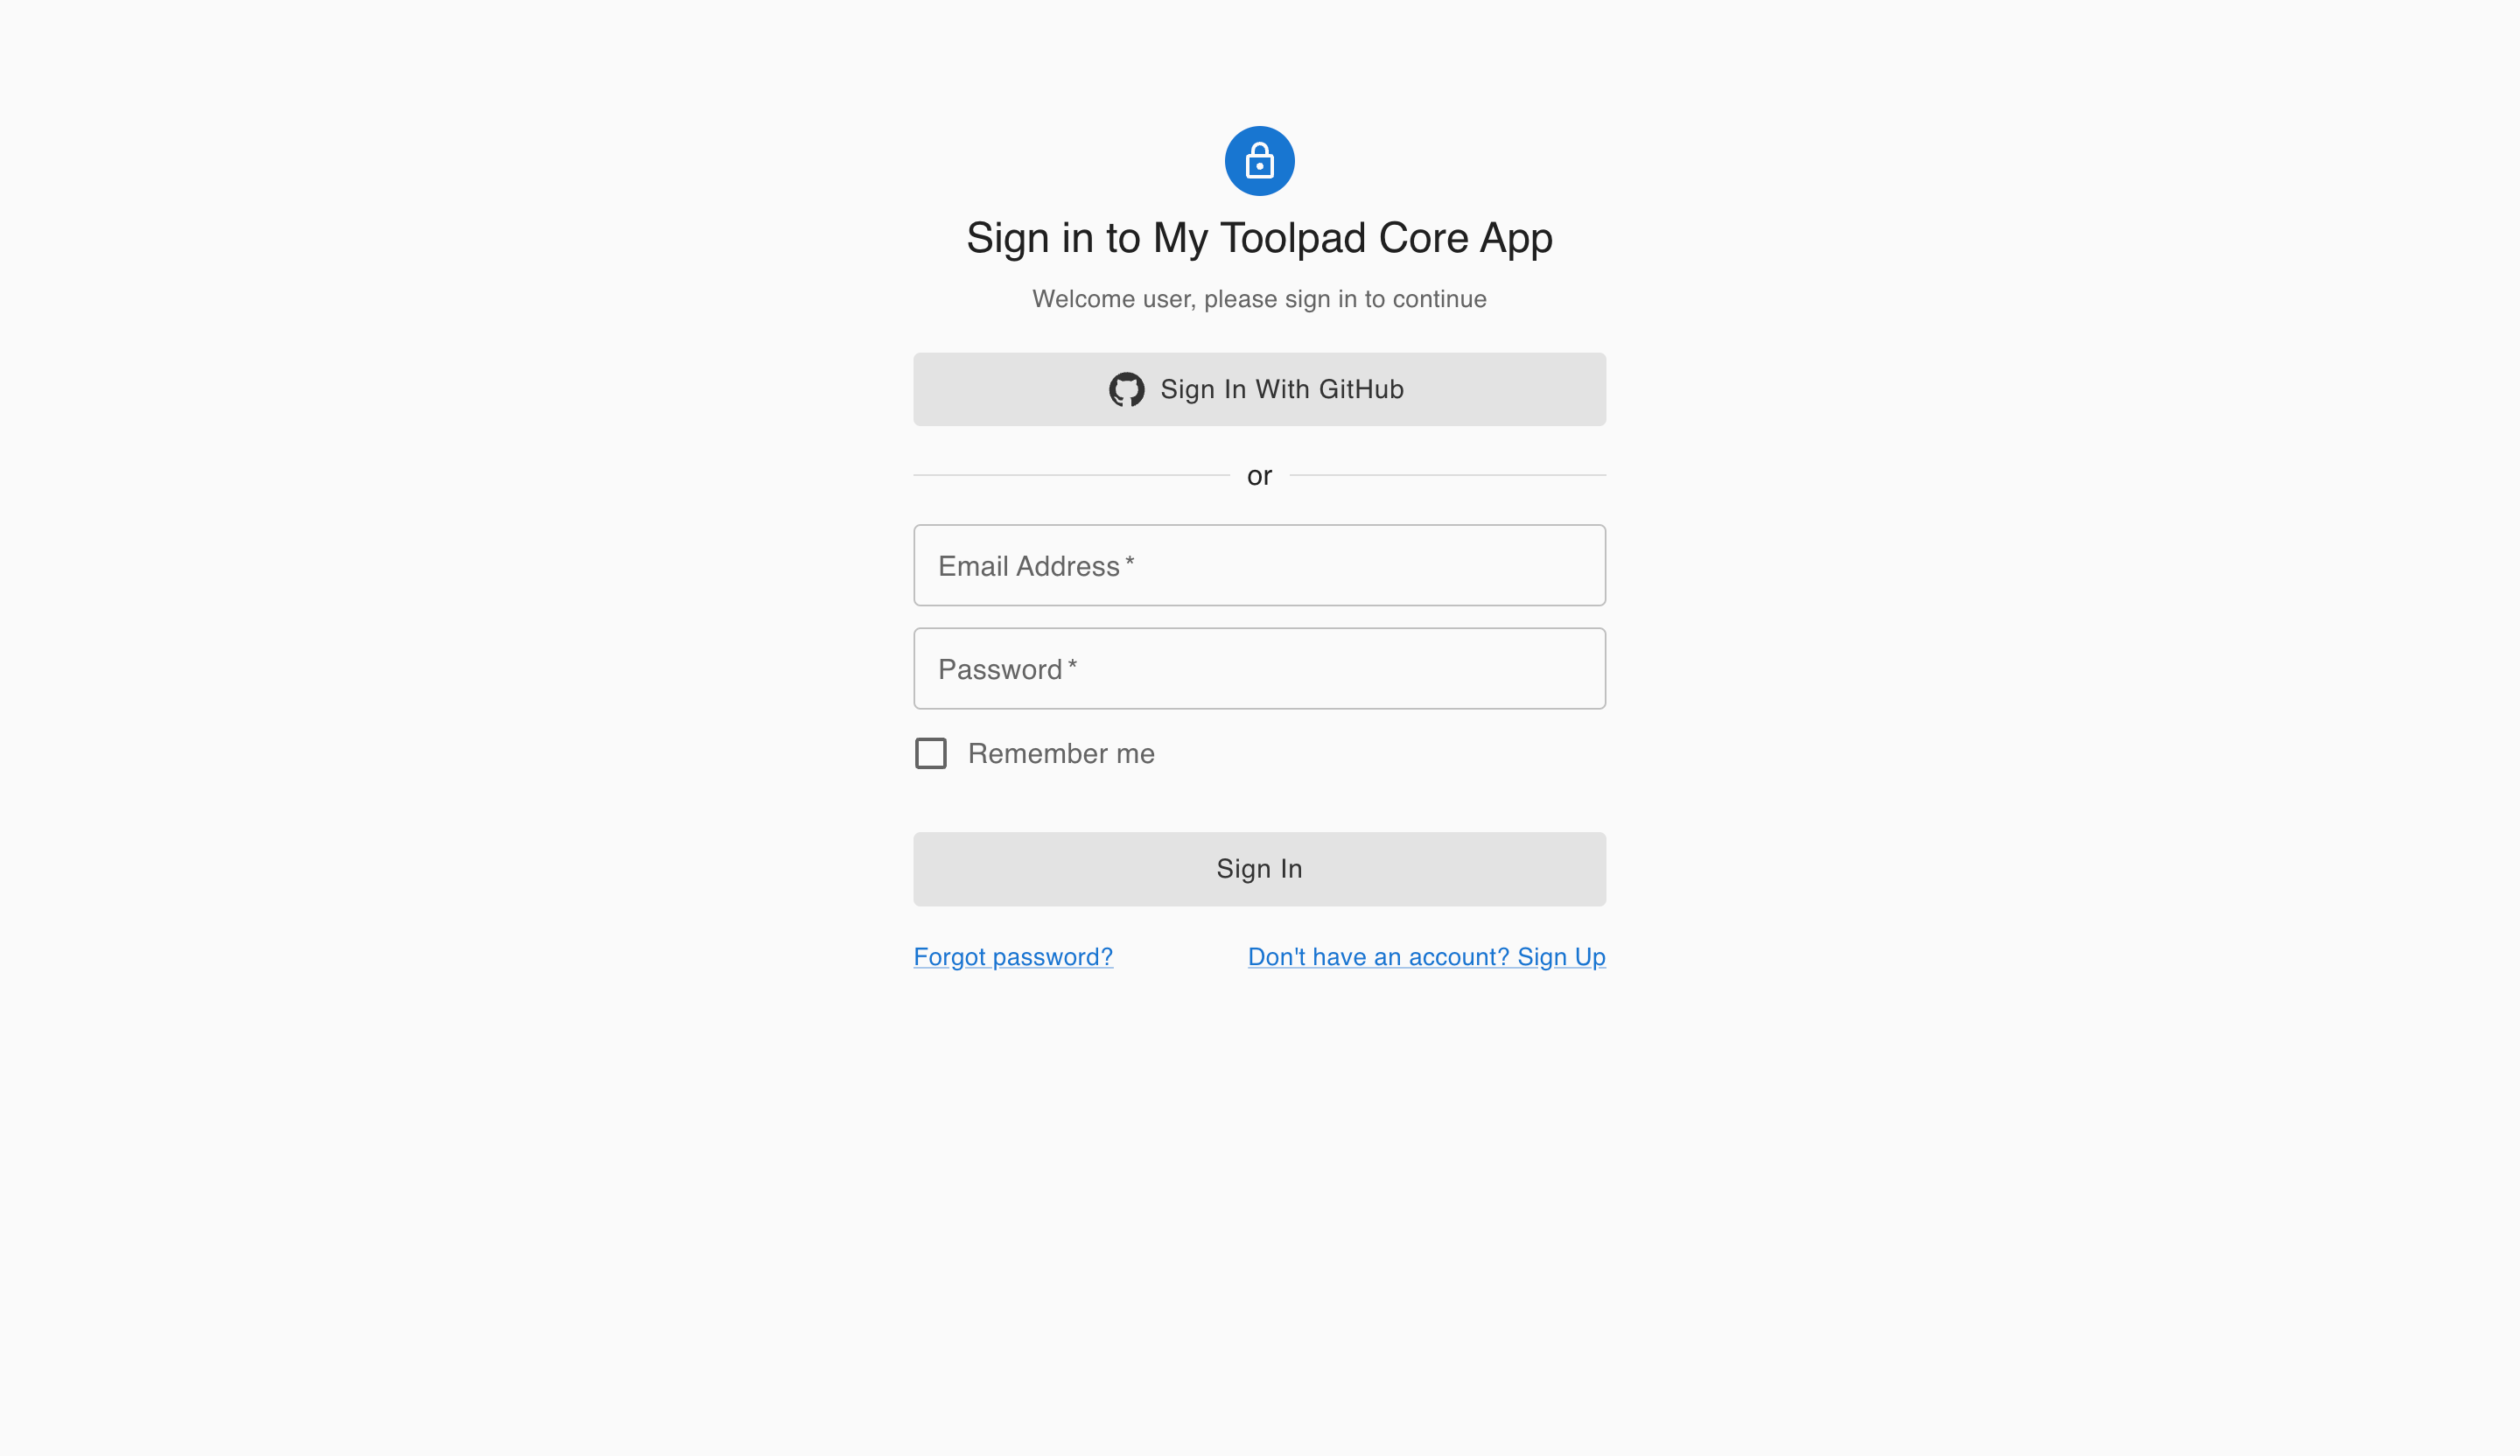 Sign in to My Toolpad Core App
Welcome user, please sign in to continue
Sign In With GitHub
or
Email Address *
Password *
Remember me
Sign In
Forgot password?
Don't have an account? Sign Up